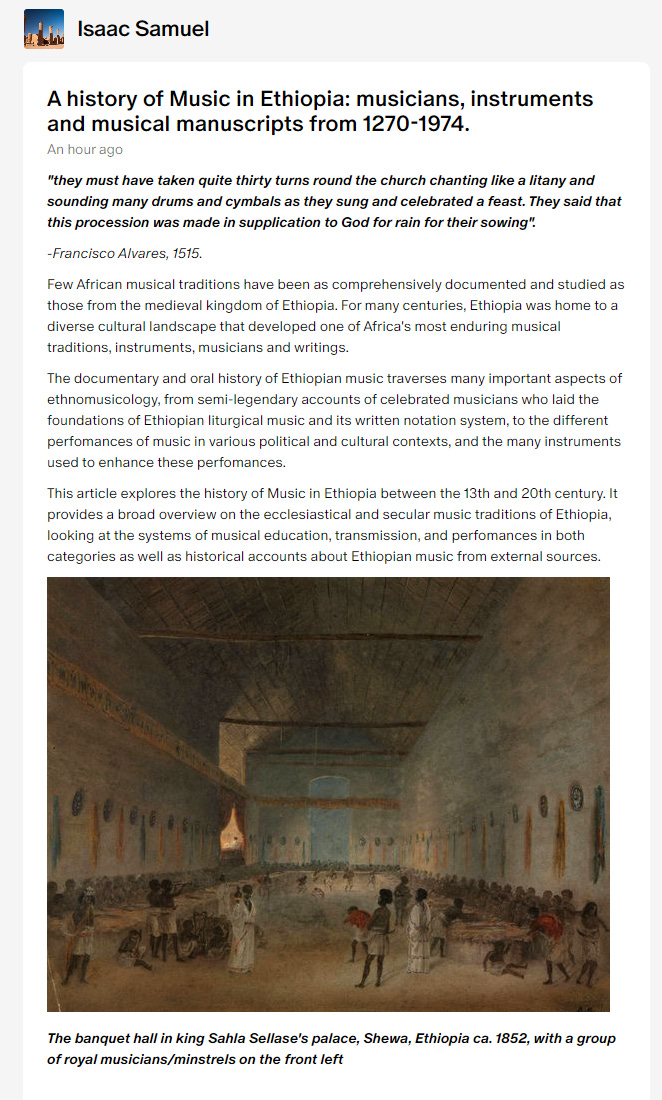 Isaac Samuel
A history of Music in Ethiopia: musicians, instruments
and musical manuscripts from 1270-1974.
An hour ago
"they must have taken quite thirty turns round the church chanting like a litany and
sounding many drums and cymbals as they sung and celebrated a feast. They said that
this procession was made in supplication to God for rain for their sowing".
-Francisco Alvares, 1515.
Few African musical traditions have been as comprehensively documented and studied as
those from the medieval kingdom of Ethiopia. For many centuries, Ethiopia was home to a
diverse cultural landscape that developed one of Africa's most enduring musical
traditions, instruments, musicians and writings.
The documentary and oral history of Ethiopian music traverses many important aspects of
ethnomusicology, from semi-legendary accounts of celebrated musicians who laid the
foundations of Ethiopian liturgical music and its written notation system, to the different
perfomances of music in various political and cultural contexts, and the many instruments
used to enhance these perfomances.
This article explores the history of Music in Ethiopia between the 13th and 20th century. It
provides a broad overview on the ecclesiastical and secular music traditions of Ethiopia,
looking at the systems of musical education, transmission, and perfomances in both
categories as well as historical accounts about Ethiopian music from external sources.
The banquet hall in king Sahla Sellase's palace, Shewa, Ethiopia ca. 1852, with a group
of royal musicians/minstrels on the front left